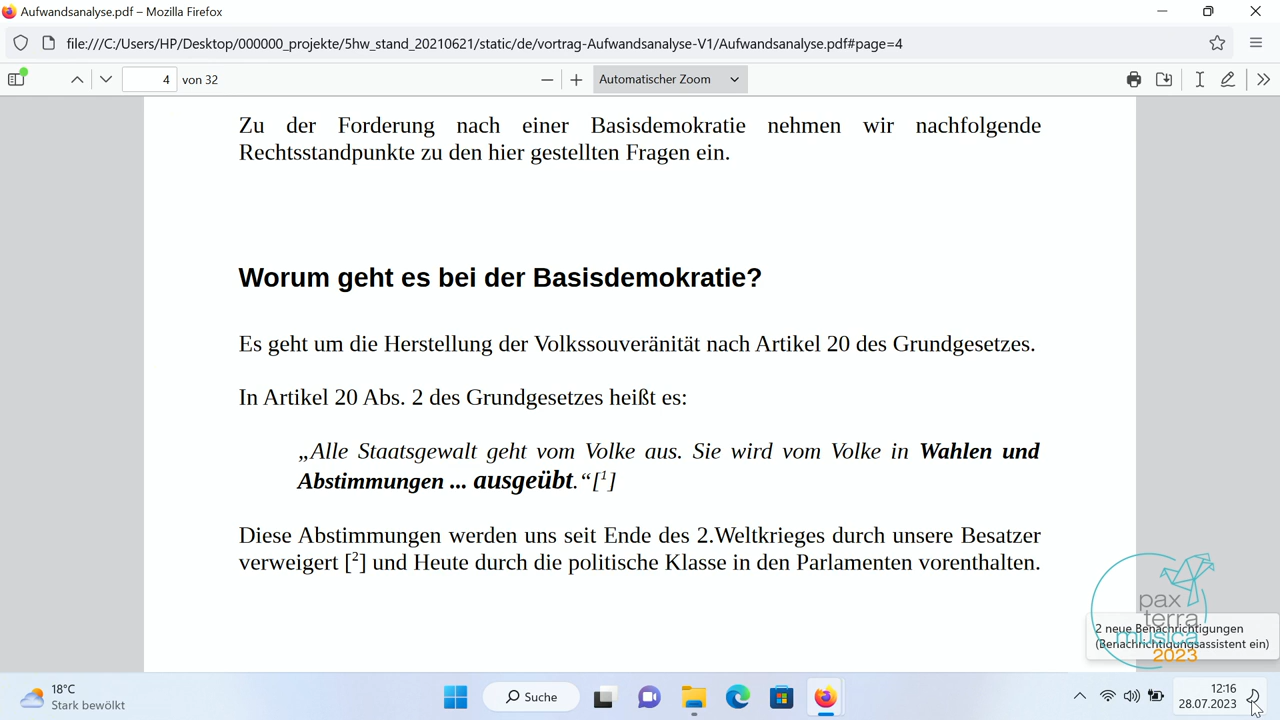 Aufwandsanalyse.pdf – Mozilla Firefox
file:///C:/Users/HP/Desktop/000000_projekte/5hw_stand_20210621/static/de/vortrag-Aufwandsanalyse-V1/Aufwandsanalyse.pdf#page=4
4 von 32 Automatischer Zoom
Zu der Forderung nach einer Basisdemokratie nehmen wir nachfolgende
Rechtsstandpunkte zu den hier gestellten Fragen ein.
Worum geht es bei der Basisdemokratie?
Es geht um die Herstellung der Volkssouveränität nach Artikel 20 des Grundgesetzes.
In Artikel 20 Abs. 2 des Grundgesetzes heißt es:
„Alle Staatsgewalt geht vom Volke aus. Sie wird vom Volke in Wahlen und
Abstimmungen ... ausgeübt.“[1]
Diese Abstimmungen werden uns seit Ende des 2.Weltkrieges durch unsere Besatzer
verweigert [2] und Heute durch die politische Klasse in den Parlamenten vorenthalten.
pax
terra
musica
2023
2 neue Benachrichtigungen
(Benachrichtigungsassistent ein)
18°C
Stark bewölkt
Suche
12:16
28.07.2023